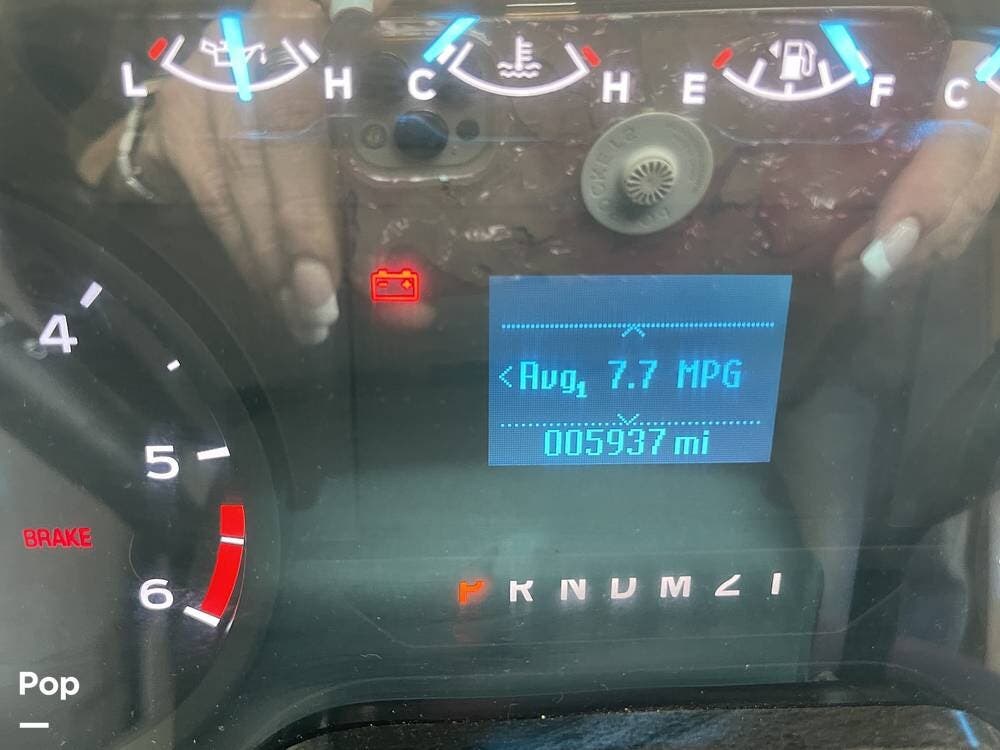 L H C H E F C
4
<Avg1 7.7 MPG
5
005937 mi
BRAKE
6
P R N D M 2 1
Pop